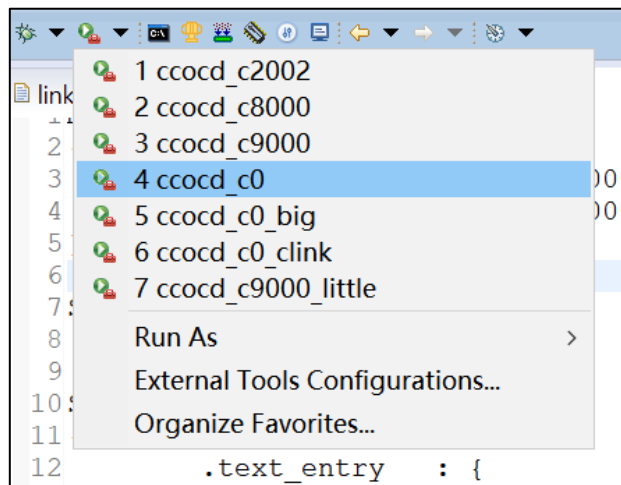 C:\
link
1 ccocd_c2002
2 ccocd_c8000
3 ccocd_c9000
4 ccocd_c0
5 ccocd_c0_big
6 ccocd_c0_clink
7 ccocd_c9000_little
Run As
External Tools Configurations...
Organize Favorites...
1
2
3 00
4 00
5
6
7
8
9
10
11
12 .text_entry : {